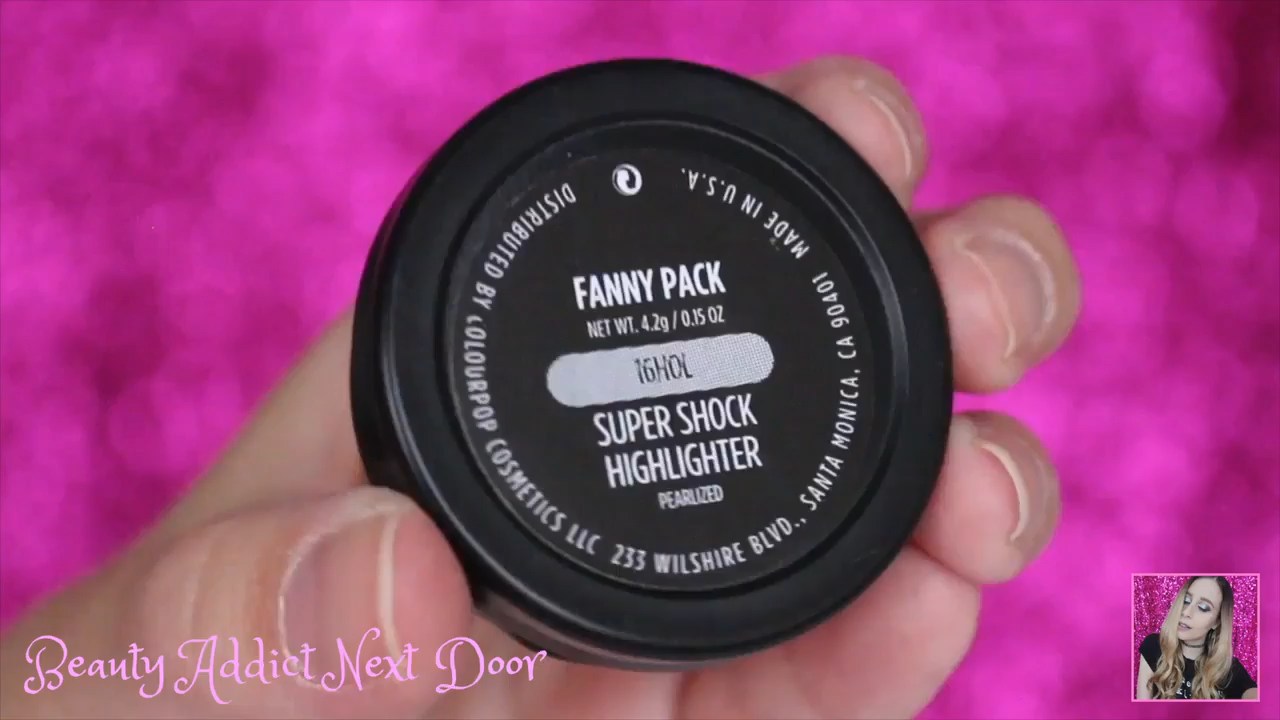 FANNY PACK
NET WT. 4.2g / 0.15 OZ
16HOL
SUPER SHOCK
HIGHLIGHTER
PEARLIZED
DISTRIBUTED BY COLOURPOP COSMETICS LLC 233 WILSHIRE BLVD., SANTA MONICA, CA 90401 MADE IN U.S.A.
Beauty Addict Next Door